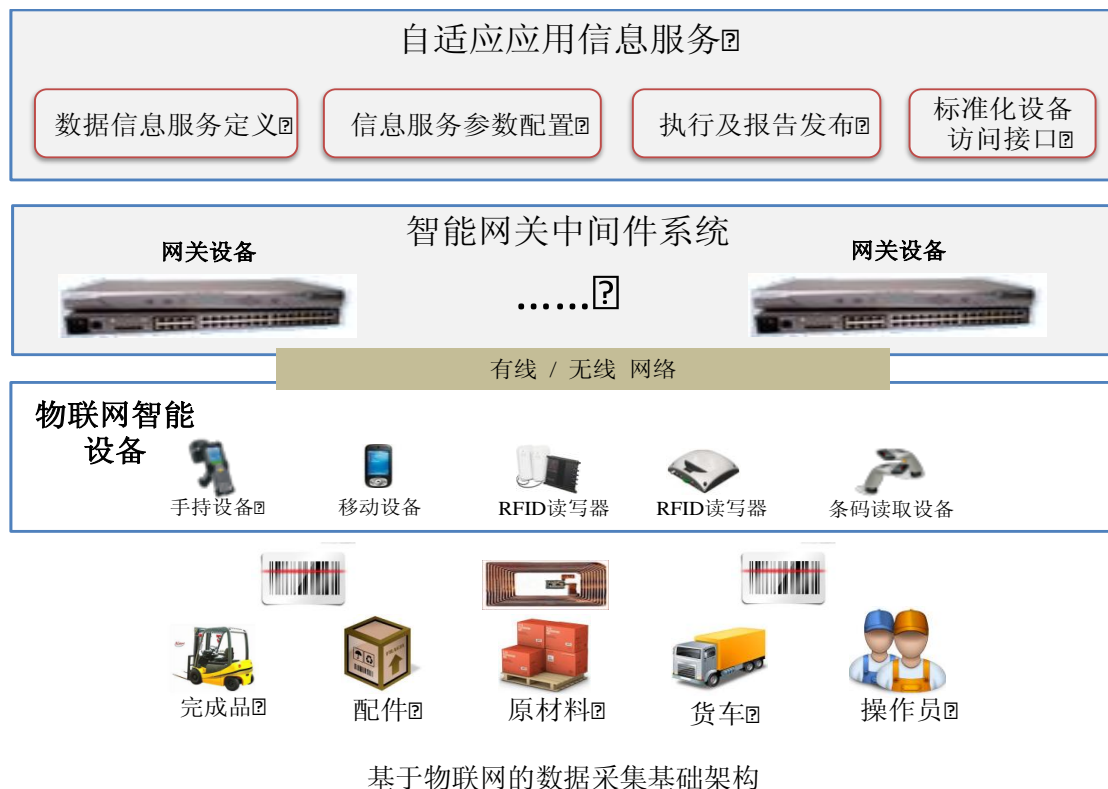 自适应应用信息服务⍰
数据信息服务定义⍰
信息服务参数配置⍰
执行及报告发布⍰
标准化设备
访问接口⍰
智能网关中间件系统
网关设备
网关设备
……⍰
有线 / 无线 网络
物联网智能
设备
手持设备⍰
移动设备
RFID读写器
RFID读写器
条码读取设备
完成品⍰
配件⍰
原材料⍰
货车⍰
操作员⍰
基于物联网的数据采集基础架构